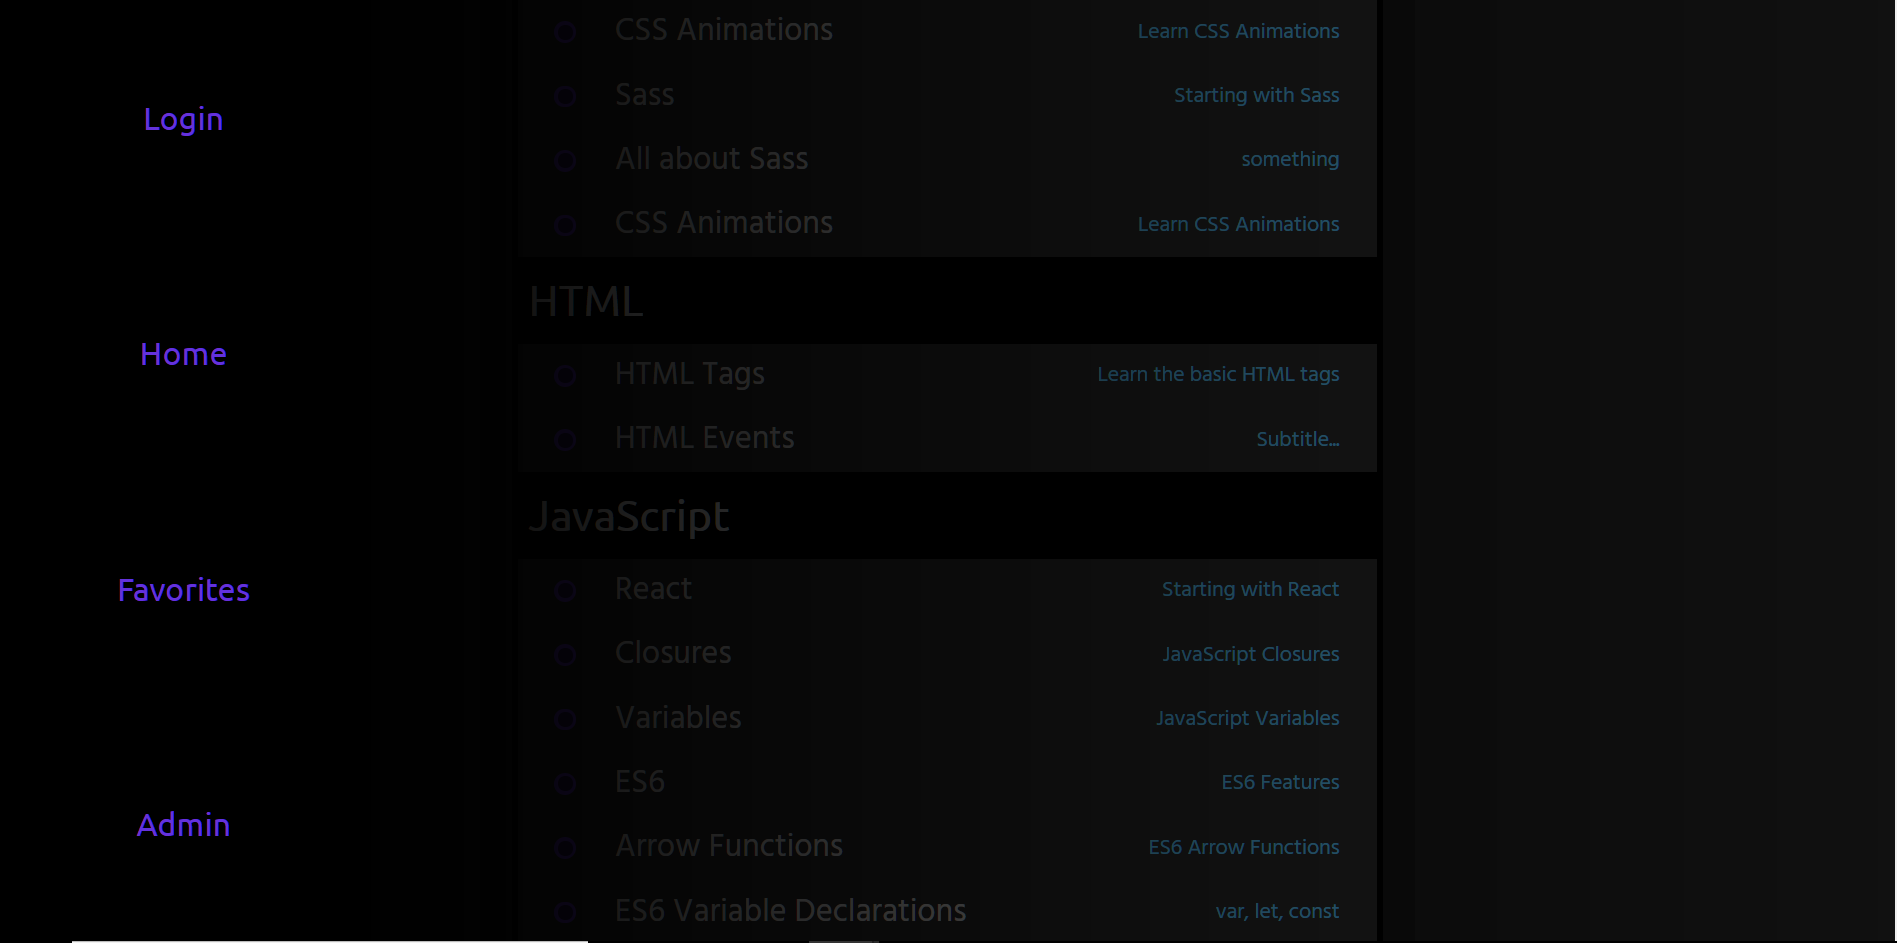 Login
Home
Favorites
Admin
CSS Animations Learn CSS Animations
Sass Starting with Sass
All about Sass something
CSS Animations Learn CSS Animations
HTML
HTML Tags Learn the basic HTML tags
HTML Events Subtitle...
JavaScript
React Starting with React
Closures JavaScript Closures
Variables JavaScript Variables
ES6 ES6 Features
Arrow Functions ES6 Arrow Functions
ES6 Variable Declarations var, let, const